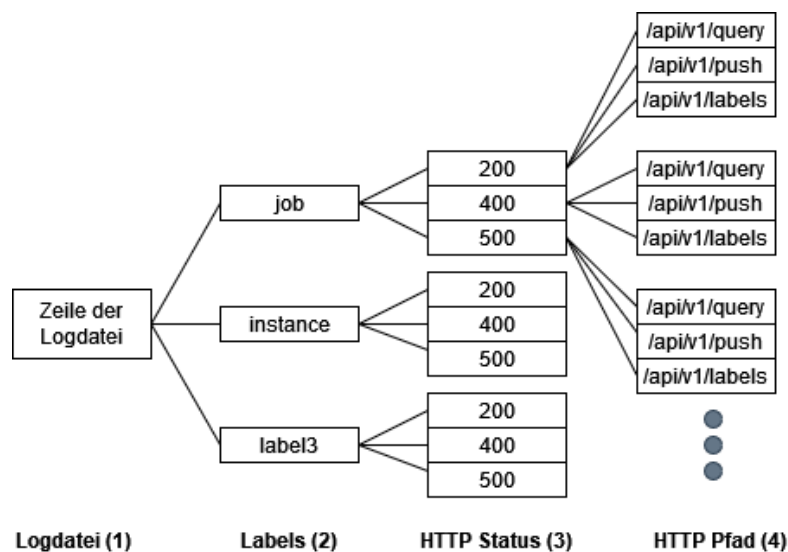 Zeile der
Logdatei
job
instance
label3
200
400
500
200
400
500
200
400
500
/api/v1/query
/api/v1/push
/api/v1/labels
/api/v1/query
/api/v1/push
/api/v1/labels
/api/v1/query
/api/v1/push
/api/v1/labels
Logdatei (1)
Labels (2)
HTTP Status (3)
HTTP Pfad (4)